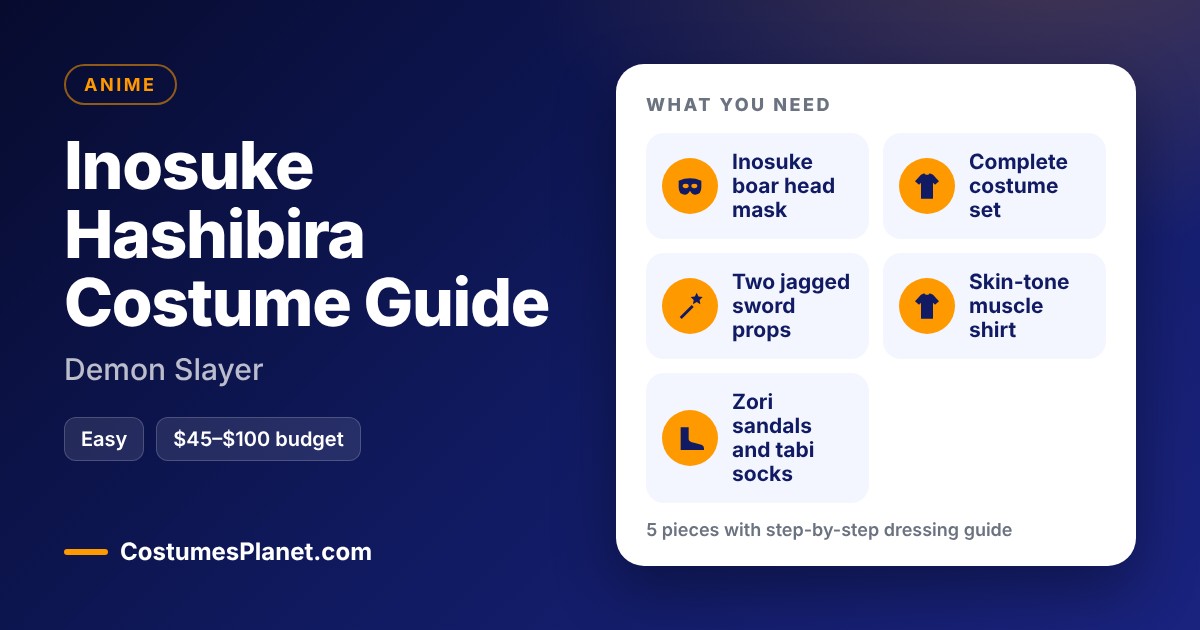 ANIME
Inosuke
Hashibira
Costume Guide
Demon Slayer
Easy
$45–$100 budget
CostumesPlanet.com
WHAT YOU NEED
Inosuke
boar head
mask
Complete
costume
set
Two jagged
sword
props
Skin-tone
muscle
shirt
Zori
sandals
and tabi
socks
5 pieces with step-by-step dressing guide